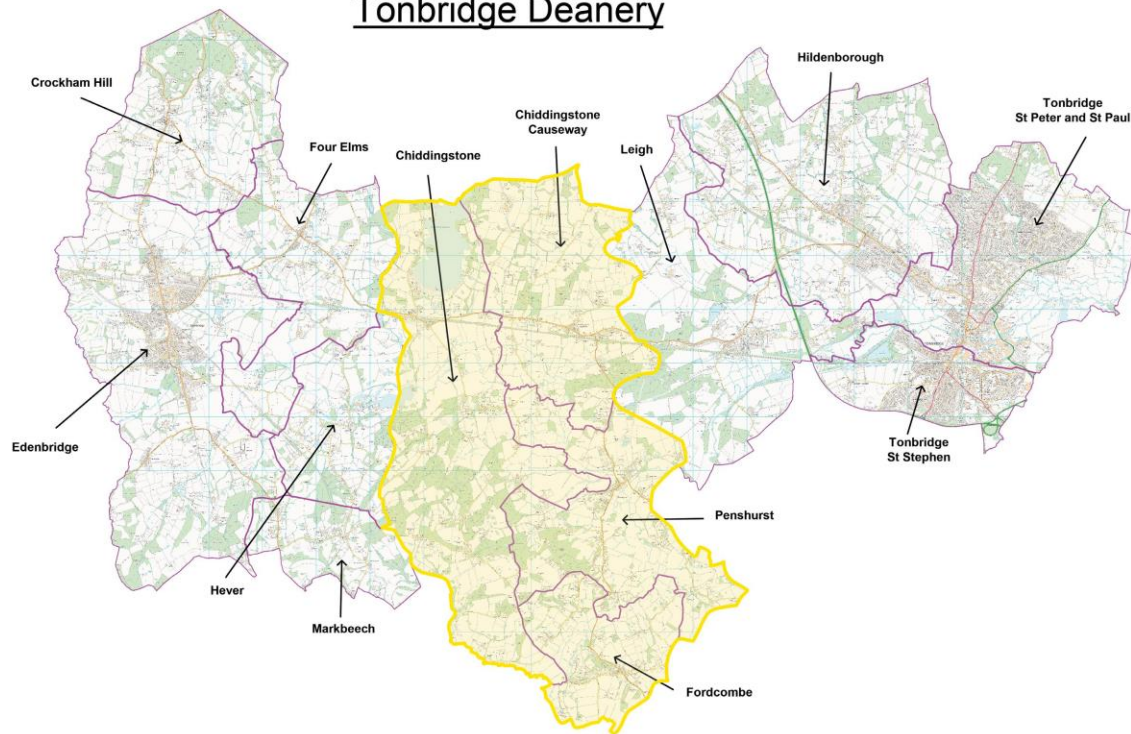 Tonbridge Deanery
Crockham Hill
Four Elms
Chiddingstone
Chiddingstone
Causeway
Leigh
Hildenborough
Tonbridge
St Peter and St Paul
Edenbridge
Hever
Markbeech
Penshurst
Fordcombe
Tonbridge
St Stephen